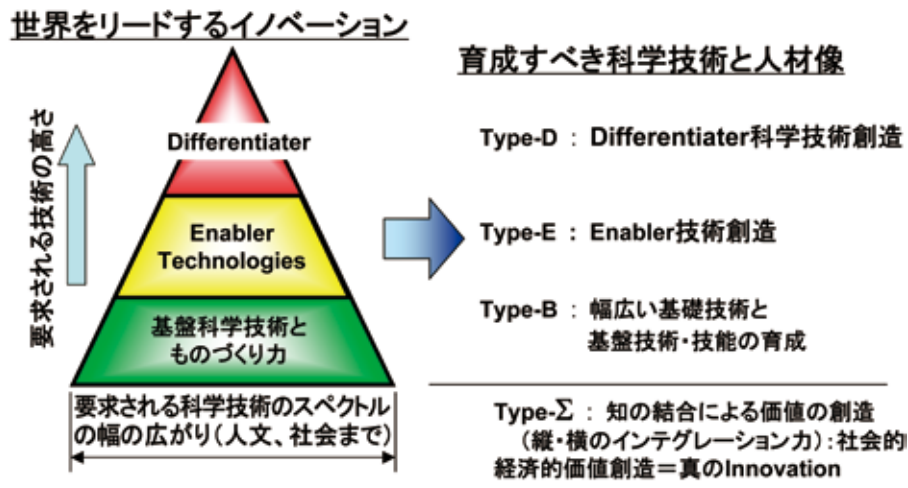 世界をリードするイノベーション
要求される技術の高さ
Differentiater
Enabler
Technologies
基盤科学技術と
ものづくり力
要求される科学技術のスペクトル
の幅の広がり(人文、社会まで)
育成すべき科学技術と人材像
Type-D : Differentiater科学技術創造
Type-E : Enabler技術創造
Type-B : 幅広い基礎技術と
基盤技術・技能の育成
Type-Σ : 知の結合による価値の創造
(縦・横のインテグレーション力):社会的
経済的価値創造=真のInnovation